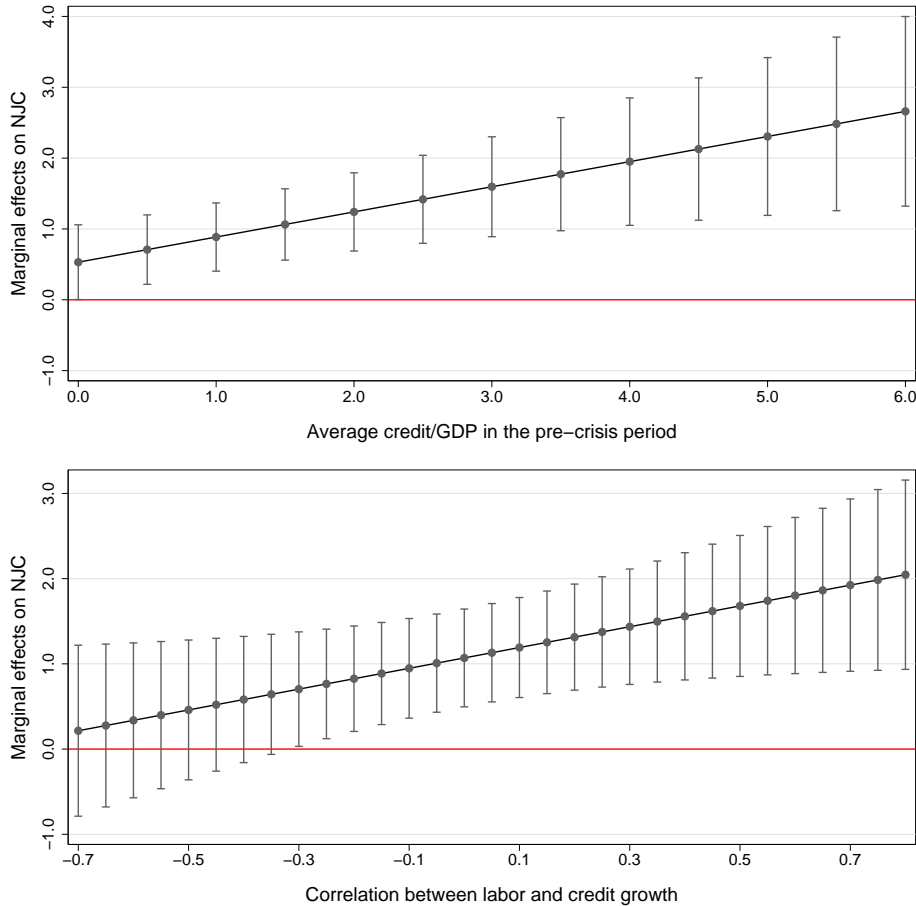 Marginal effects on NJC
4.0
3.0
2.0
1.0
0.0
−1.0
0.0 1.0 2.0 3.0 4.0 5.0 6.0
Average credit/GDP in the pre−crisis period
Marginal effects on NJC
3.0
2.0
1.0
0.0
−1.0
−0.7 −0.5 −0.3 −0.1 0.1 0.3 0.5 0.7
Correlation between labor and credit growth